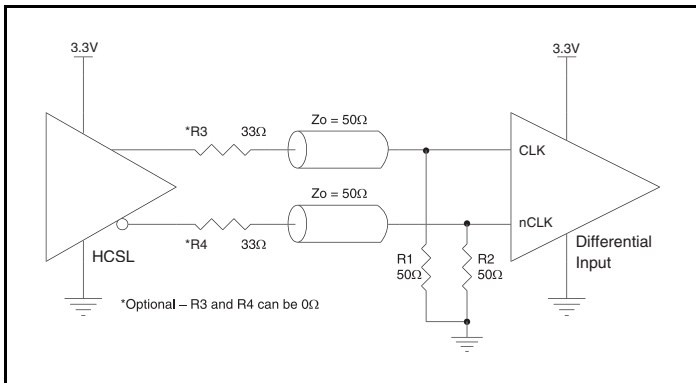 3.3V
3.3V
Zo = 50Ω
*R3
33Ω
CLK
Zo = 50Ω
nCLK
*R4
33Ω
HCSL
R1
50Ω
R2
50Ω
Differential
Input
*Optional – R3 and R4 can be 0Ω